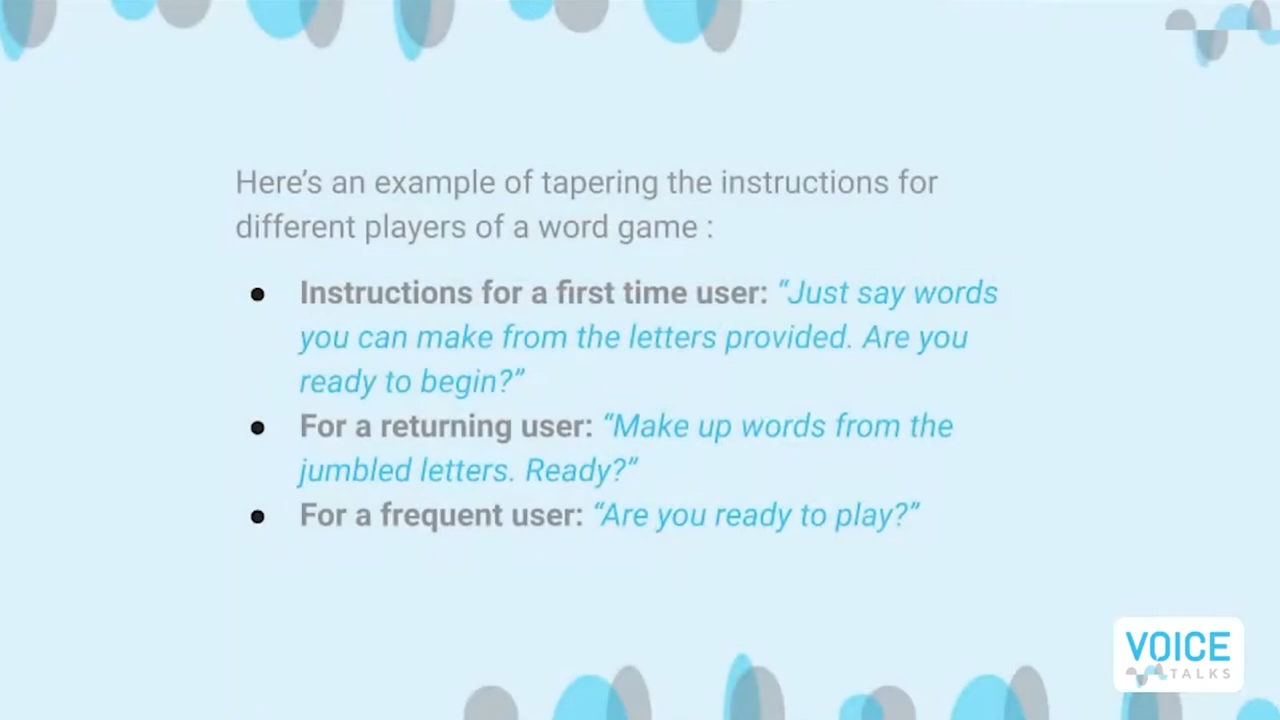 Here’s an example of tapering the instructions for
different players of a word game :
● Instructions for a first time user: “Just say words
you can make from the letters provided. Are you
ready to begin?”
● For a returning user: “Make up words from the
jumbled letters. Ready?”
● For a frequent user: “Are you ready to play?”
VOICE
TALKS